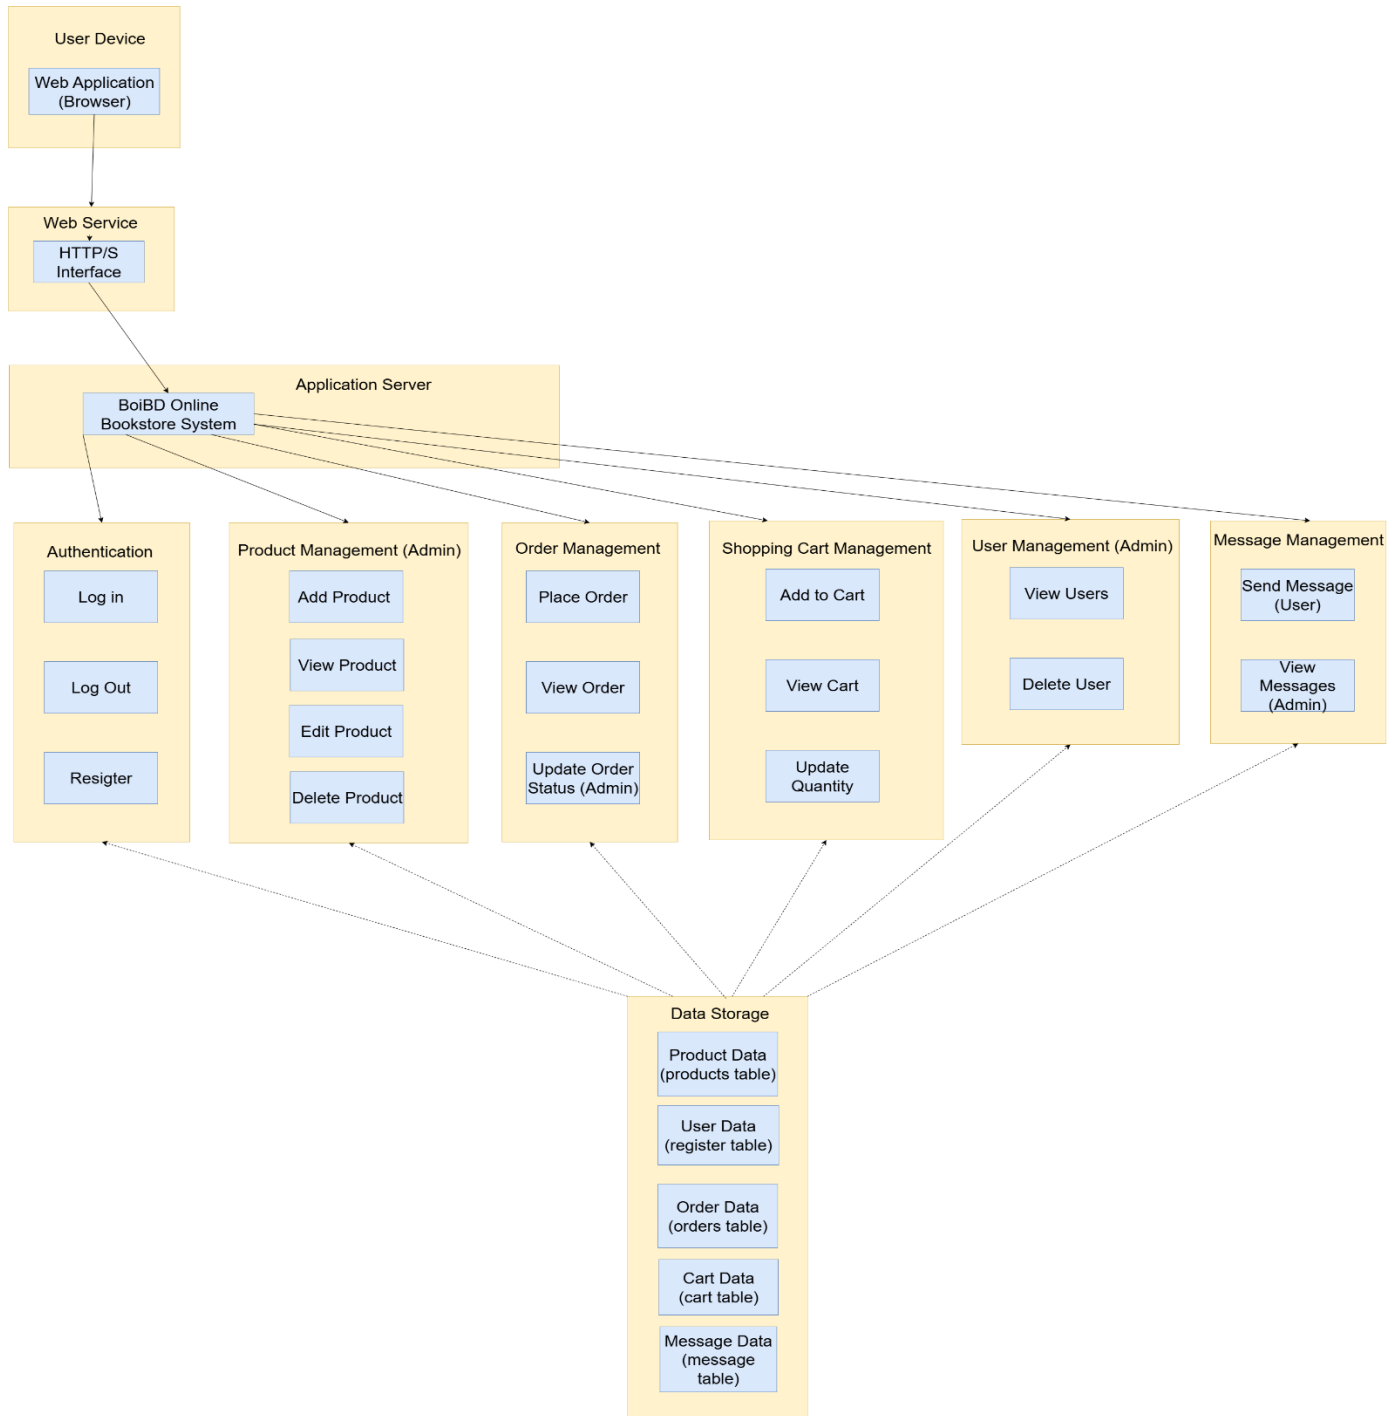 User Device
Web Application
(Browser)
Web Service
HTTP/S
Interface
Application Server
BoiBD Online
Bookstore System
Authentication
Log in
Log Out
Resigter
Product Management (Admin)
Add Product
View Product
Edit Product
Delete Product
Order Management
Place Order
View Order
Update Order
Status (Admin)
Shopping Cart Management
Add to Cart
View Cart
Update
Quantity
User Management (Admin)
View Users
Delete User
Message Management
Send Message
(User)
View
Messages
(Admin)
Data Storage
Product Data
(products table)
User Data
(register table)
Order Data
(orders table)
Cart Data
(cart table)
Message Data
(message
table)